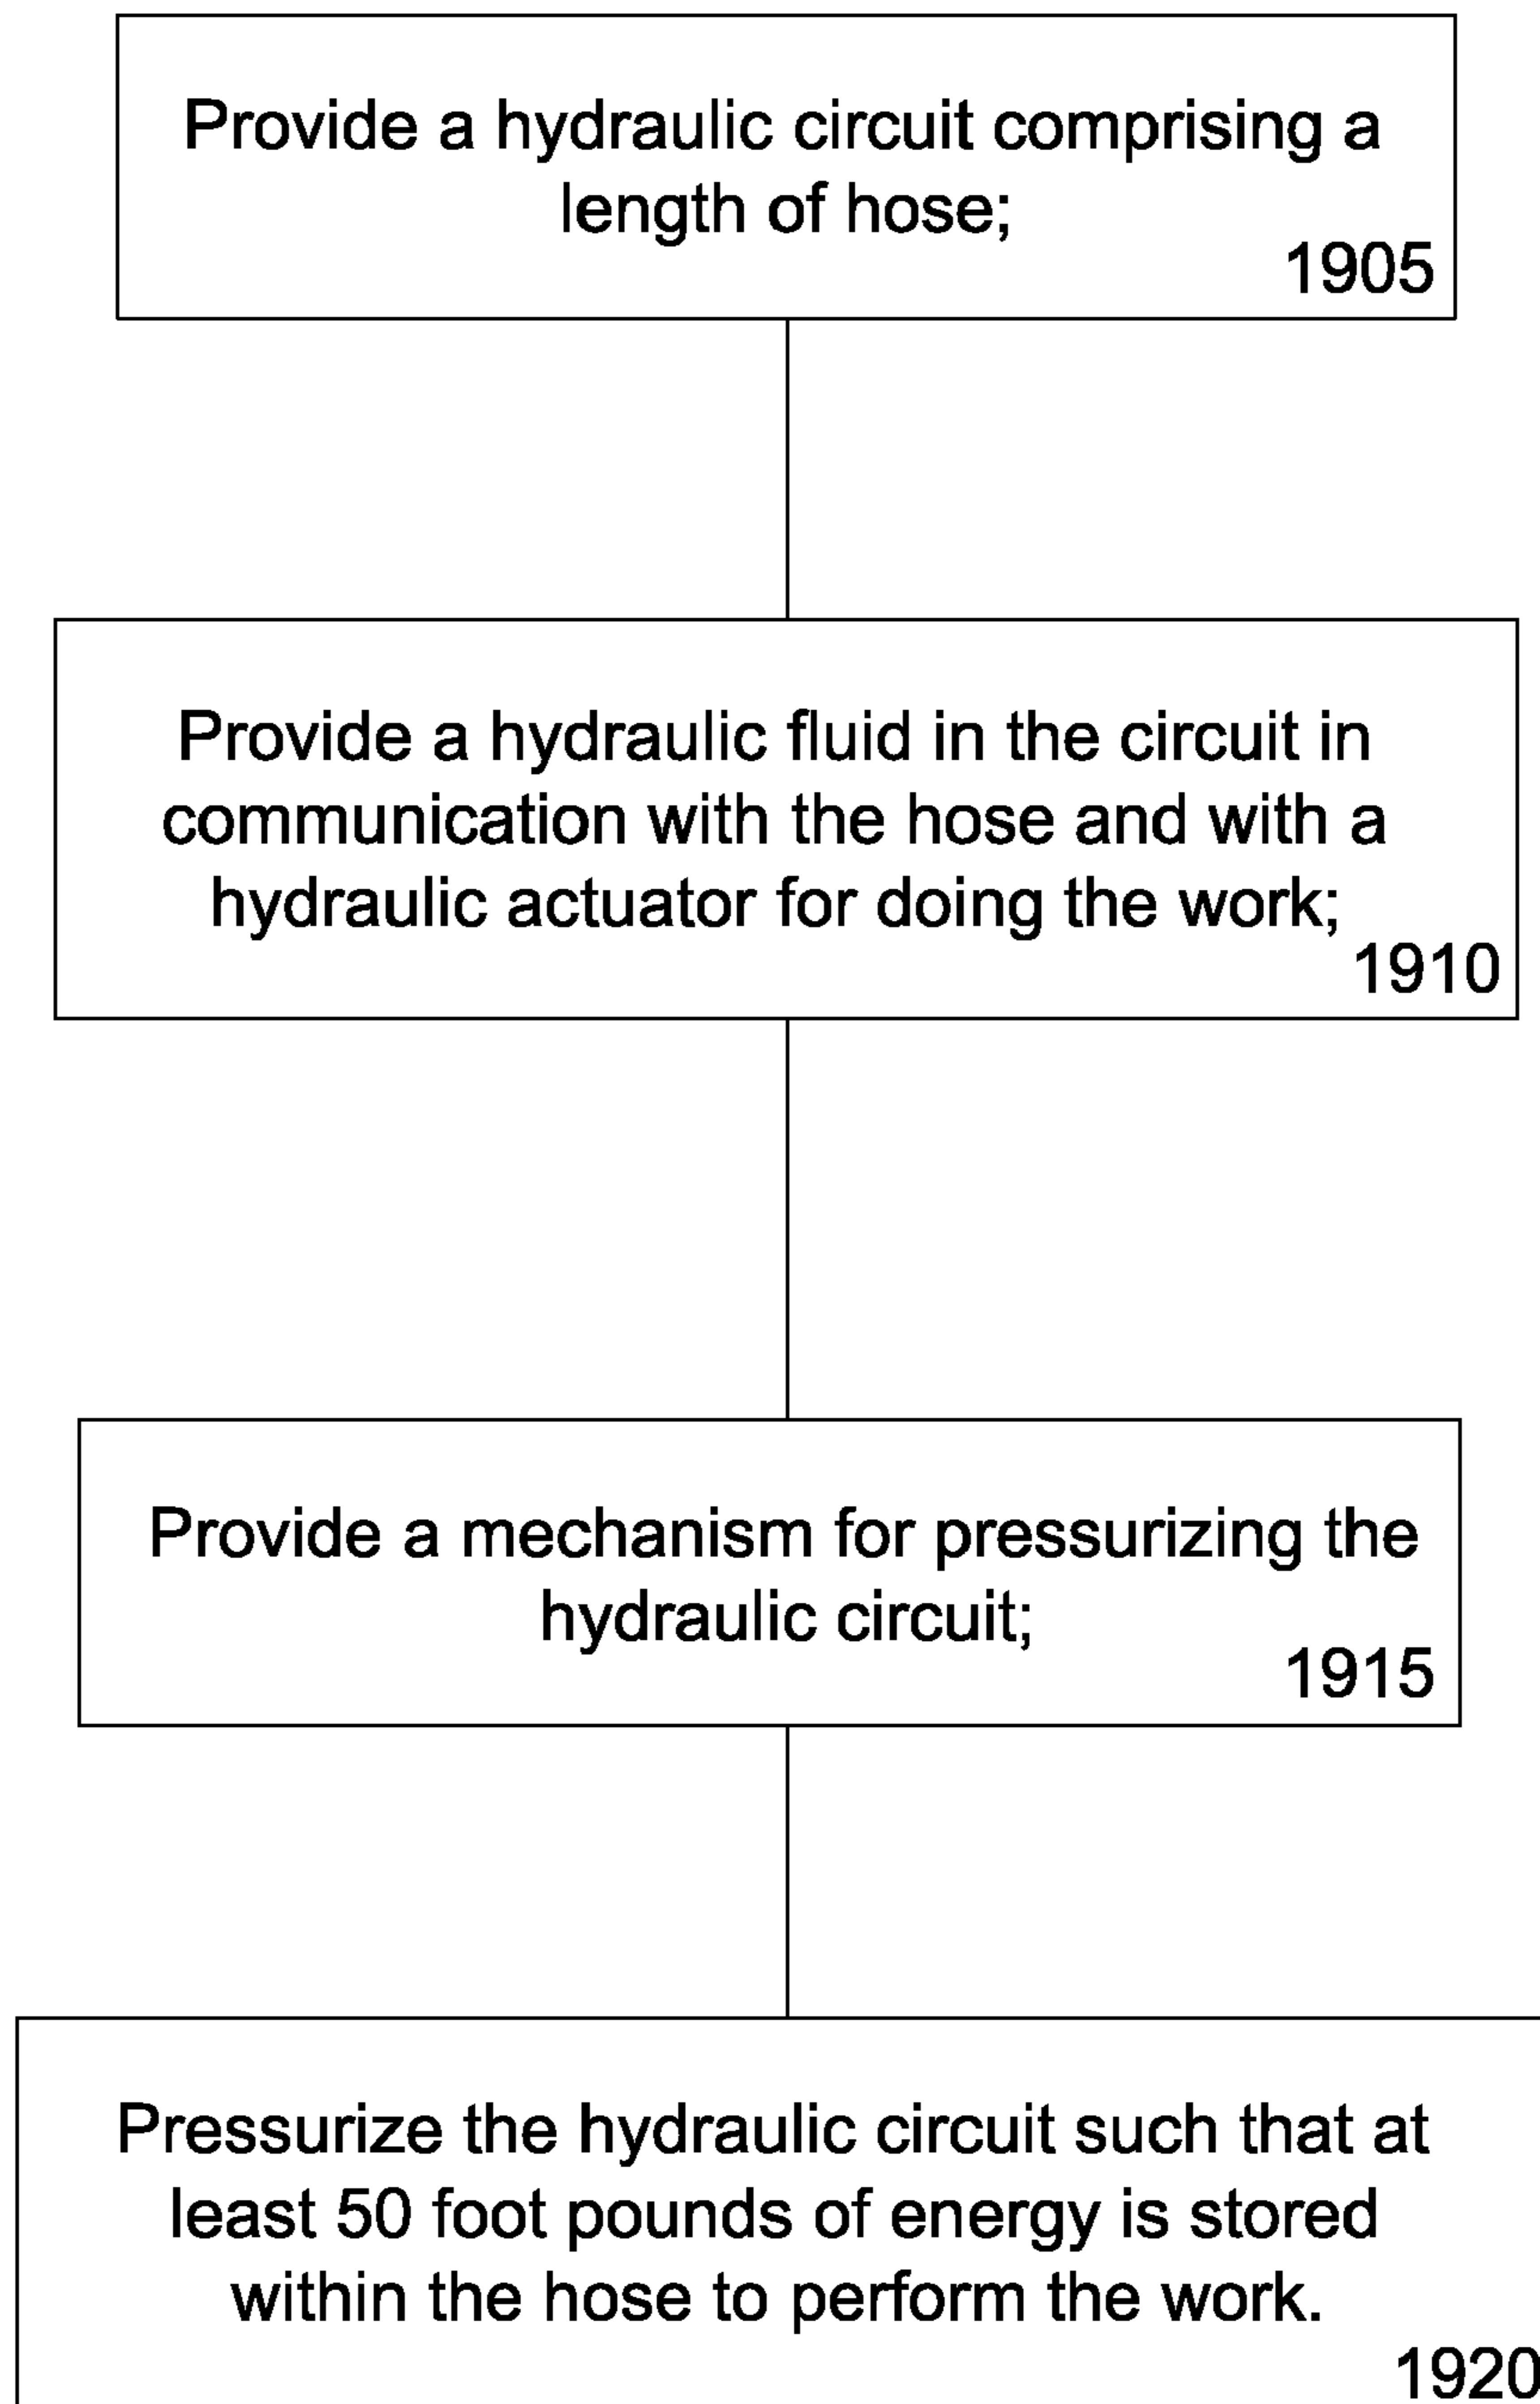 Provide a hydraulic circuit comprising a
length of hose;
1905
Provide a hydraulic fluid in the circuit in
communication with the hose and with a
hydraulic actuator for doing the work;
1910
Provide a mechanism for pressurizing the
hydraulic circuit;
1915
Pressurize the hydraulic circuit such that at
least 50 foot pounds of energy is stored
within the hose to perform the work.
1920